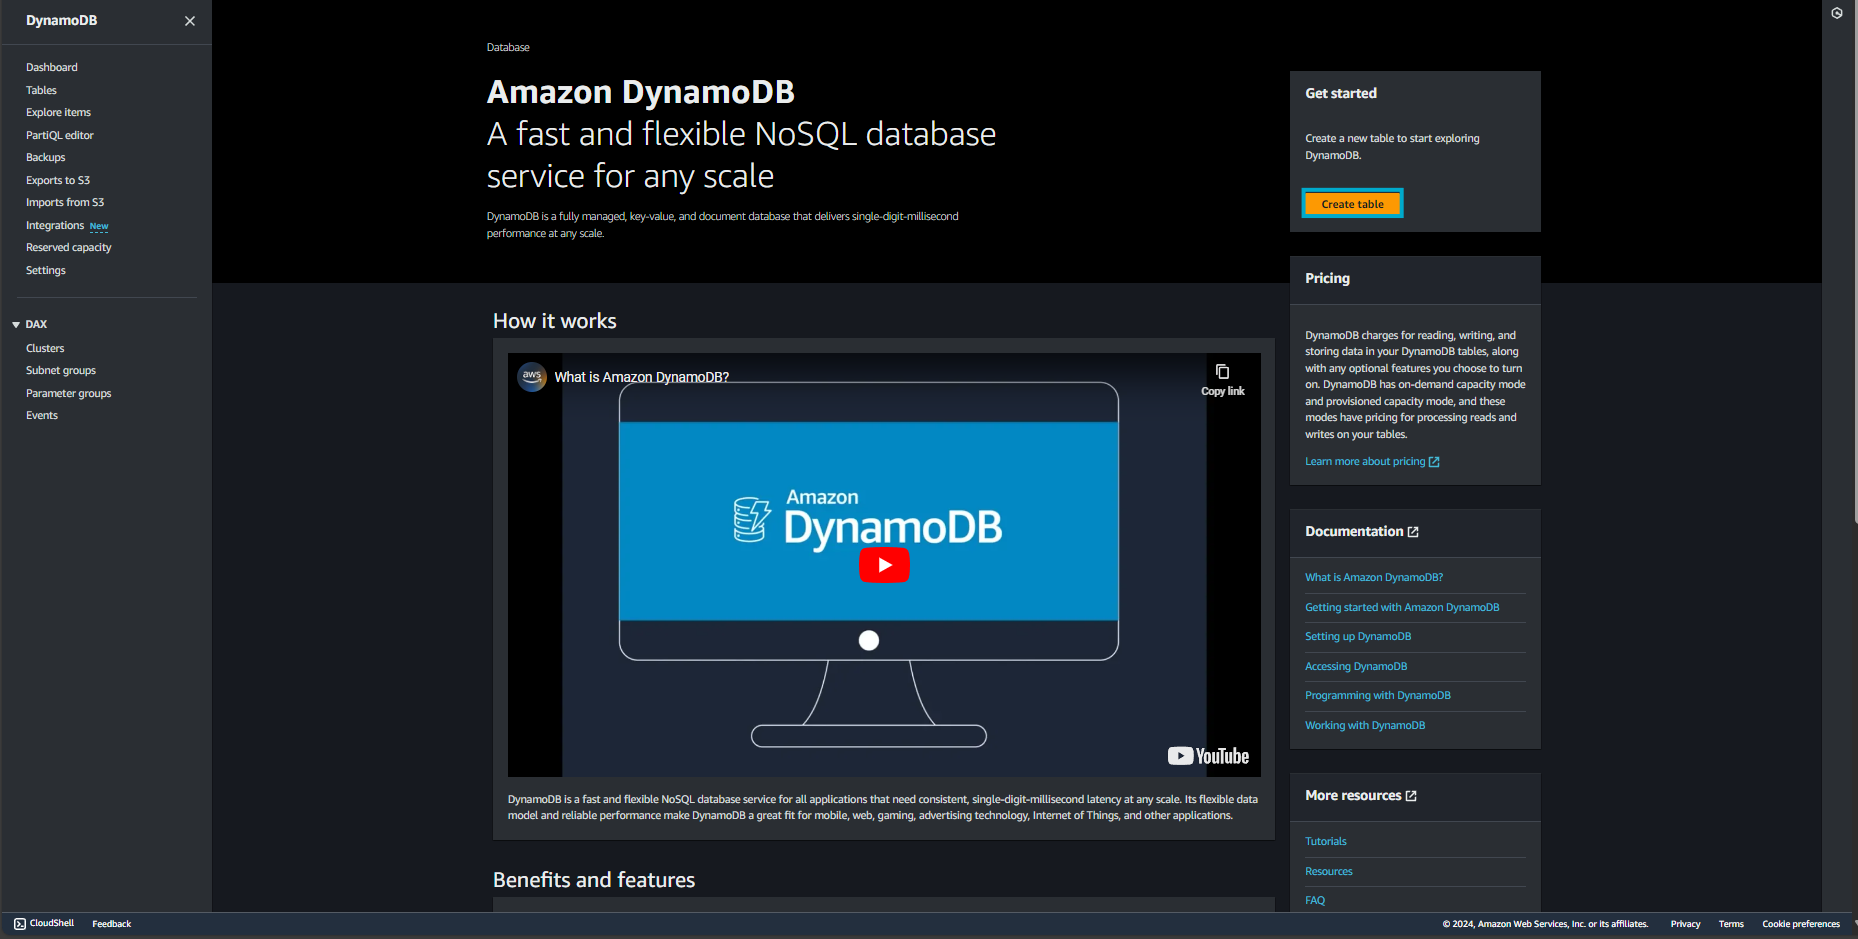 DynamoDB
Dashboard
Tables
Explore items
PartiQL editor
Backups
Exports to S3
Imports from S3
Integrations New
Reserved capacity
Settings
DAX
Clusters
Subnet groups
Parameter groups
Events
Database
Amazon DynamoDB
A fast and flexible NoSQL database
service for any scale
DynamoDB is a fully managed, key-value, and document database that delivers single-digit-millisecond
performance at any scale.
Get started
Create a new table to start exploring
DynamoDB.
Create table
Pricing
DynamoDB charges for reading, writing, and
storing data in your DynamoDB tables, along
with any optional features you choose to turn
on. DynamoDB has on-demand capacity mode
and provisioned capacity mode, and these
modes have pricing for processing reads and
writes on your tables.
Learn more about pricing
How it works
aws
What is Amazon DynamoDB?
Copy link
Amazon
DynamoDB
YouTube
DynamoDB is a fast and flexible NoSQL database service for all applications that need consistent, single-digit-millisecond latency at any scale. Its flexible data
model and reliable performance make DynamoDB a great fit for mobile, web, gaming, advertising technology, Internet of Things, and other applications.
Documentation
What is Amazon DynamoDB?
Getting started with Amazon DynamoDB
Setting up DynamoDB
Accessing DynamoDB
Programming with DynamoDB
Working with DynamoDB
More resources
Tutorials
Resources
FAQ
Benefits and features
CloudShell
Feedback
© 2024, Amazon Web Services, Inc. or its affiliates.
Privacy
Terms
Cookie preferences